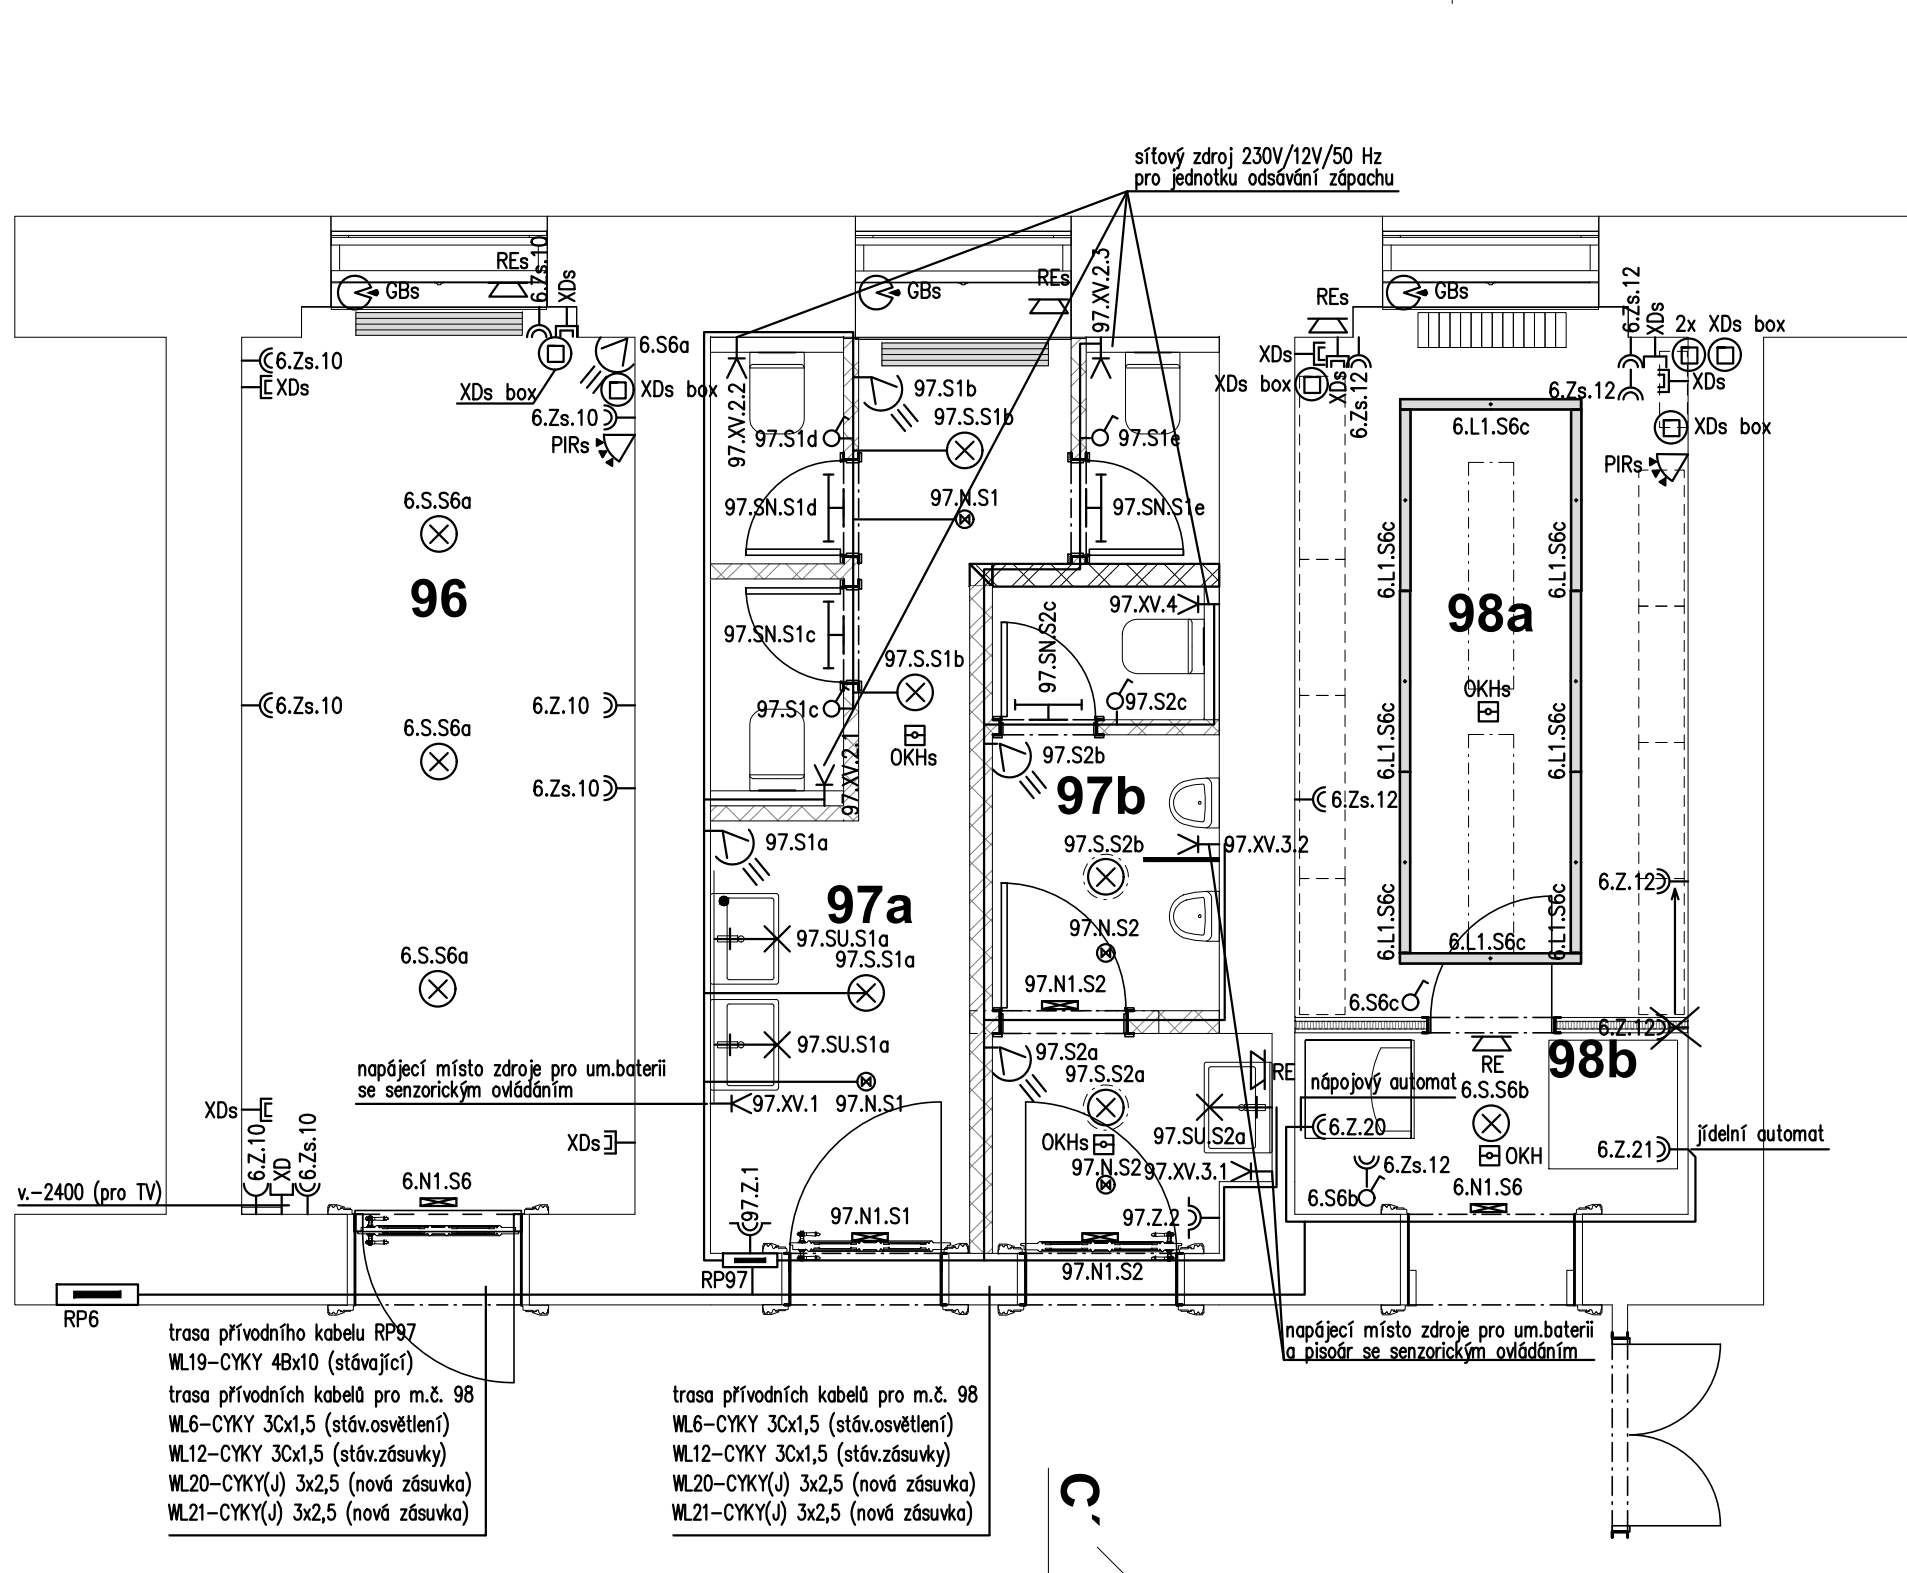 síťový zdroj 230V/12V/50 Hz
pro jednotku odsávání zápachu
REs
6.Zs.10
XDs
GBs
6.S6a
6.Zs.10
XDs
XDs box
XDs box
6.Zs.10
PIRs
6.S.S6a
96
6.Zs.10
6.Z.10
6.S.S6a
6.Zs.10
6.S.S6a
XDs
6.Z.10
XD
6.Zs.10
XDs
6.N1.S6
v.-2400 (pro TV)
RP6
GBs
REs
97.XV.2.3
97.XV.2.2
97.S1b
97.S.S1b
97.S1d
97.S1e
97.N.S1
97.SN.S1d
97.SN.S1e
97.SN.S1c
97.S.S1b
97.S1c
OKHs
97.XV.2.1
97.S1a
97a
97.SU.S1a
97.S.S1a
97.SU.S1a
napájecí místo zdroje pro um.baterii
se senzorickým ovládáním
97.XV.1
97.N.S1
97.Z.1
97.N1.S1
RP97
97.XV.4
97.SN.S2c
97.S2c
97.S2b
97b
97.S.S2b
97.XV.3.2
97.N.S2
97.N1.S2
97.S2a
97.S.S2a
RE
OKHs
97.SU.S2a
97.N.S2
97.XV.3.1
97.Z.2
97.N1.S2
REs
GBs
6.Zs.12
XDs
2x XDs box
XDs
XDs box
XDs
6.Zs.12
6.Zs.12
XDs
XDs box
PIRs
6.L1.S6c
6.L1.S6c
6.L1.S6c
98a
OKHs
6.L1.S6c
6.L1.S6c
6.Zs.12
6.Z.12
6.L1.S6c
6.L1.S6c
6.L1.S6c
6.S6c
6.Z.12
98b
RE
nápojový automat
6.S.S6b
6.Z.20
OKH
6.Z.21
jídelní automat
6.Zs.12
6.S6b
6.N1.S6
napájecí místo zdroje pro um.baterii
a pisoár se senzorickým ovládáním
trasa přívodního kabelu RP97
WL19-CYKY 4Bx10 (stávající)
trasa přívodních kabelů pro m.č. 98
WL6-CYKY 3Cx1,5 (stáv.osvětlení)
WL12-CYKY 3Cx1,5 (stáv.zásuvky)
WL20-CYKY(J) 3x2,5 (nová zásuvka)
WL21-CYKY(J) 3x2,5 (nová zásuvka)
trasa přívodních kabelů pro m.č. 98
WL6-CYKY 3Cx1,5 (stáv.osvětlení)
WL12-CYKY 3Cx1,5 (stáv.zásuvky)
WL20-CYKY(J) 3x2,5 (nová zásuvka)
WL21-CYKY(J) 3x2,5 (nová zásuvka)
C´